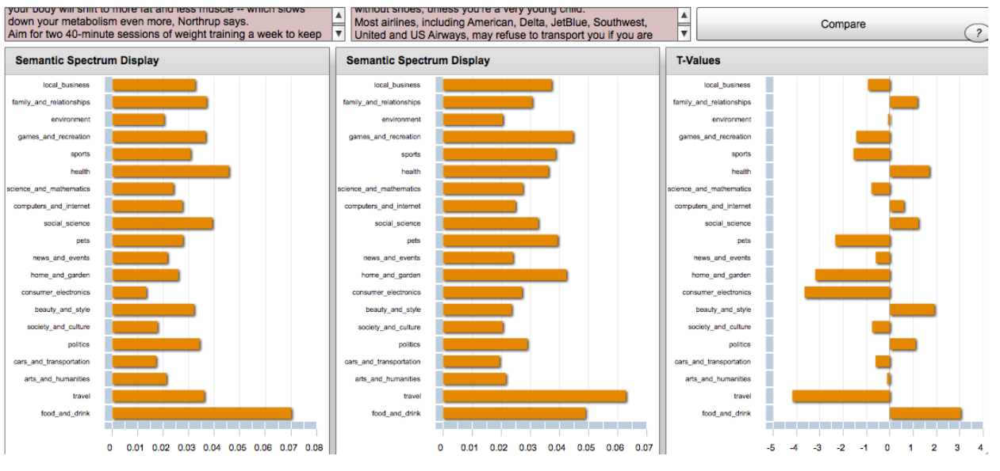 your body will shift to more fat and less muscle -- which slows
down your metabolism even more, Northrup says.
Aim for two 40-minute sessions of weight training a week to keep
without shoes, unless you're a very young child.
Most airlines, including American, Delta, JetBlue, Southwest,
United and US Airways, may refuse to transport you if you are
Compare
?
Semantic Spectrum Display
local_business
family_and_relationships
environment
games_and_recreation
sports
health
science_and_mathematics
computers_and_internet
social_science
pets
news_and_events
home_and_garden
consumer_electronics
beauty_and_style
society_and_culture
politics
cars_and_transportation
arts_and_humanities
travel
food_and_drink
0 0.01 0.02 0.03 0.04 0.05 0.06 0.07 0.08
Semantic Spectrum Display
local_business
family_and_relationships
environment
games_and_recreation
sports
health
science_and_mathematics
computers_and_internet
social_science
pets
news_and_events
home_and_garden
consumer_electronics
beauty_and_style
society_and_culture
politics
cars_and_transportation
arts_and_humanities
travel
food_and_drink
0 0.01 0.02 0.03 0.04 0.05 0.06 0.07
T-Values
local_business
family_and_relationships
environment
games_and_recreation
sports
health
science_and_mathematics
computers_and_internet
social_science
pets
news_and_events
home_and_garden
consumer_electronics
beauty_and_style
society_and_culture
politics
cars_and_transportation
arts_and_humanities
travel
food_and_drink
-5 -4 -3 -2 -1 0 1 2 3 4